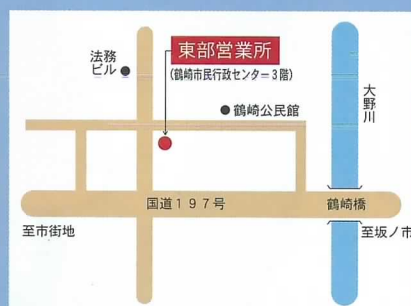 東部営業所
(鶴崎市民行政センター3階)
法務
ビル
鶴崎公民館
大野川
国道197号
鶴崎橋
至市街地
至坂ノ市